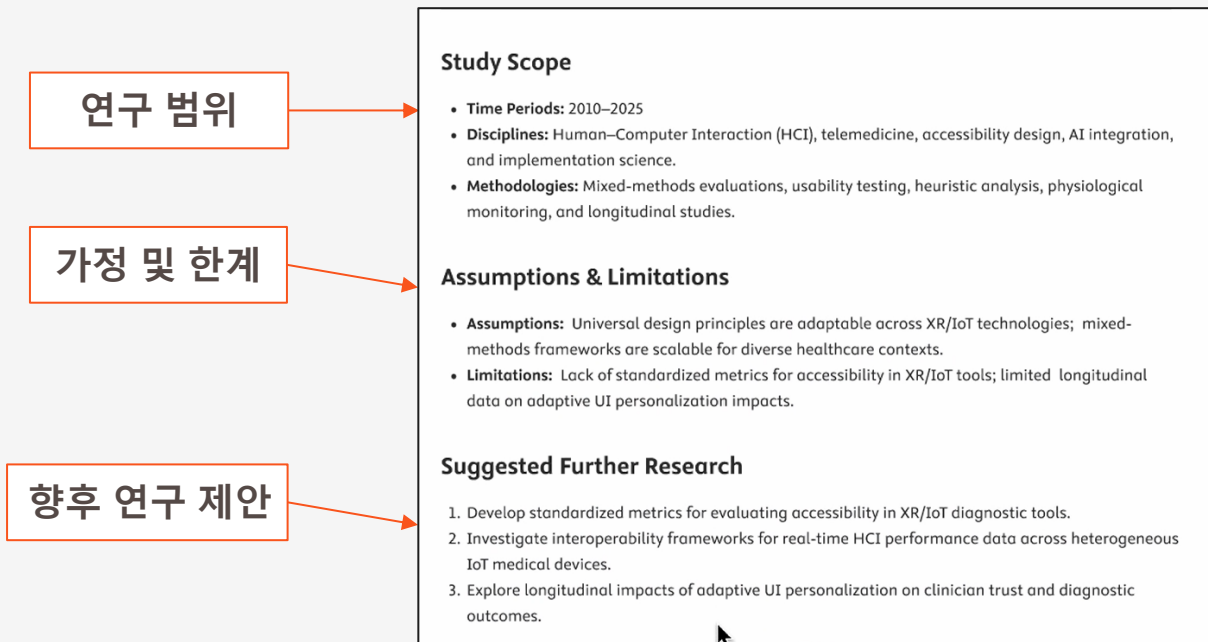 연구 범위
Study Scope
• Time Periods: 2010–2025
• Disciplines: Human–Computer Interaction (HCI), telemedicine, accessibility design, AI integration,
and implementation science.
• Methodologies: Mixed-methods evaluations, usability testing, heuristic analysis, physiological
monitoring, and longitudinal studies.
가정 및 한계
Assumptions & Limitations
• Assumptions: Universal design principles are adaptable across XR/IoT technologies; mixed-
methods frameworks are scalable for diverse healthcare contexts.
• Limitations: Lack of standardized metrics for accessibility in XR/IoT tools; limited longitudinal
data on adaptive UI personalization impacts.
향후 연구 제안
Suggested Further Research
1. Develop standardized metrics for evaluating accessibility in XR/IoT diagnostic tools.
2. Investigate interoperability frameworks for real-time HCI performance data across heterogeneous
IoT medical devices.
3. Explore longitudinal impacts of adaptive UI personalization on clinician trust and diagnostic
outcomes.